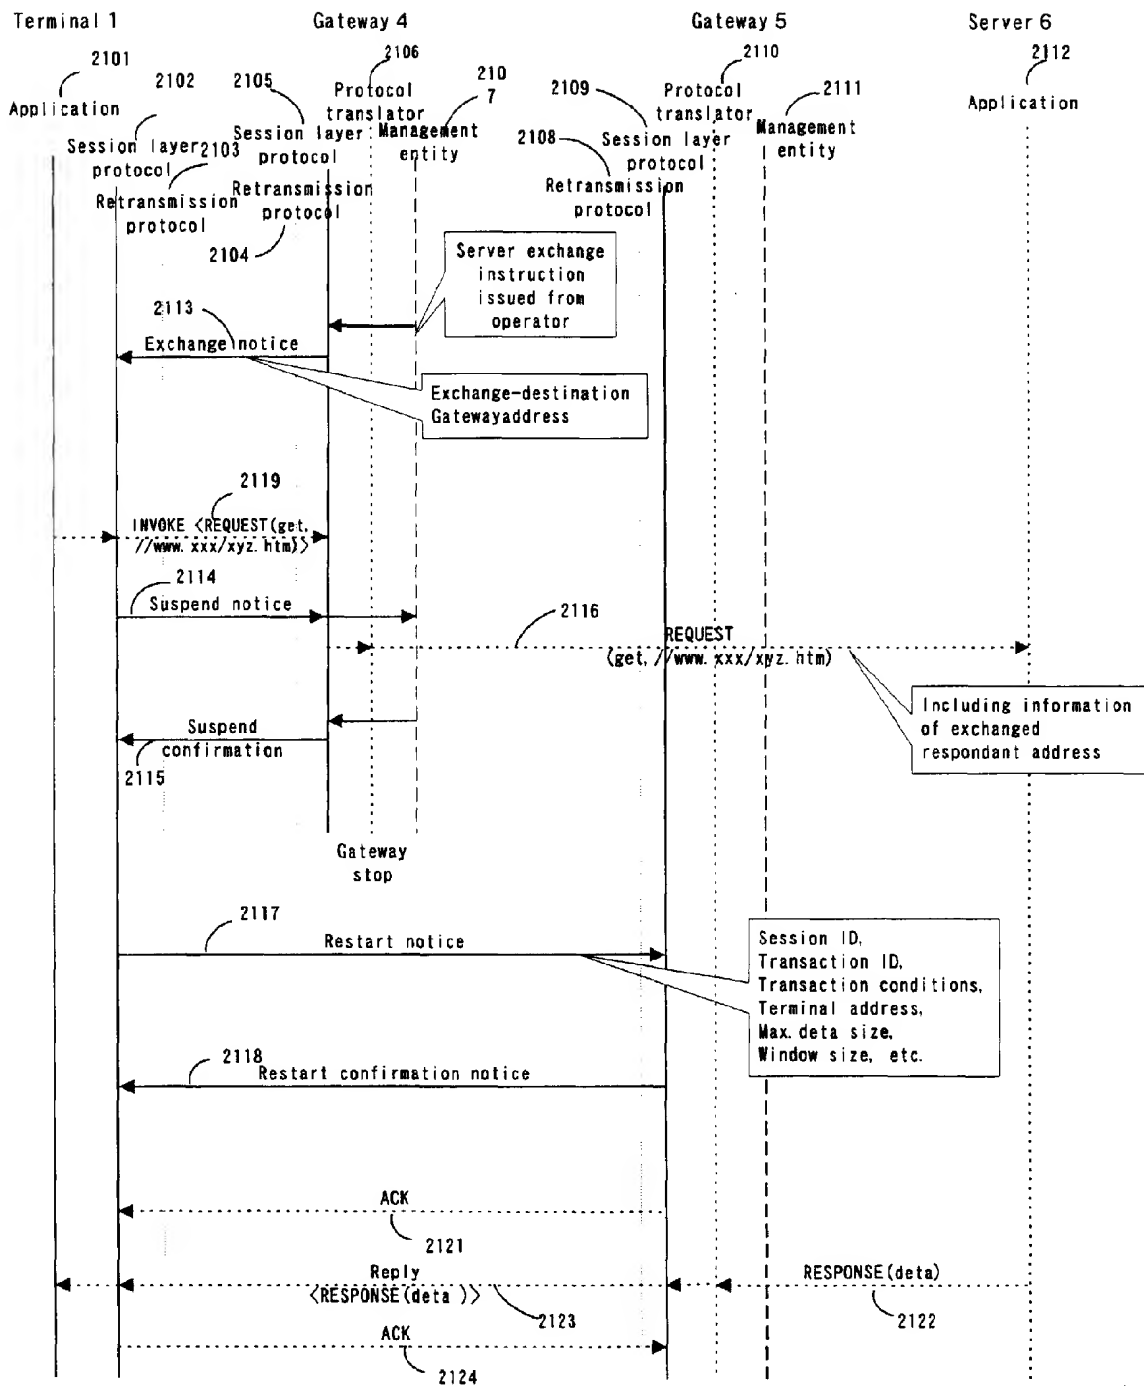 Terminal 1
Gateway 4
Gateway 5
Server 6
2101
2102
2105
2106
210
7
2109
2110
2111
2112
Application
Session layer
protocol
2103
Retransmission
protocol
Session layer
protocol
Retransmission
protocol
2104
Protocol
translator
Management
entity
2108
Retransmission
protocol
Session layer
protocol
Protocol
translator
Management
entity
Application
Server exchange
instruction
issued from
operator
2113
Exchange notice
Exchange-destination
Gatewayaddress
2119
INVOKE <REQUEST(get,
//www.xxx/xyz.htm)>
2114
Suspend notice
2116
REQUEST
(get,//www.xxx/xyz.htm)
Including information
of exchanged
respondant address
Suspend
confirmation
2115
Gateway
stop
2117
Restart notice
Session ID,
Transaction ID,
Transaction conditions,
Terminal address,
Max.deta size,
Window size, etc.
2118
Restart confirmation notice
ACK
2121
Reply
<RESPONSE(deta )>
2123
RESPONSE(deta)
2122
ACK
2124